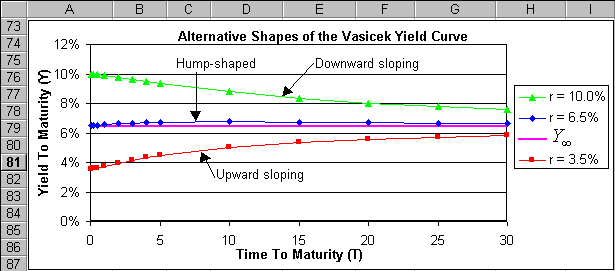 A B C D E F G H I
73
74
75
76
77
78
79
80
81
82
83
84
85
86
87
Alternative Shapes of the Vasicek Yield Curve
Yield To Maturity (Y)
12%
10%
8%
6%
4%
2%
0%
Hump-shaped
Downward sloping
Upward sloping
0 5 10 15 20 25 30
Time To Maturity (T)
r = 10.0%
r = 6.5%
Y∞
r = 3.5%